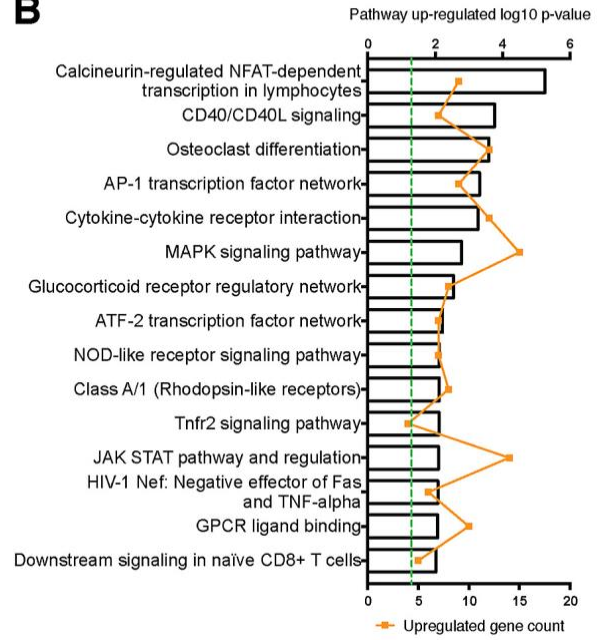 B
Pathway up-regulated log10 p-value
0 2 4 6
Calcineurin-regulated NFAT-dependent
transcription in lymphocytes
CD40/CD40L signaling
Osteoclast differentiation
AP-1 transcription factor network
Cytokine-cytokine receptor interaction
MAPK signaling pathway
Glucocorticoid receptor regulatory network
ATF-2 transcription factor network
NOD-like receptor signaling pathway
Class A/1 (Rhodopsin-like receptors)
Tnfr2 signaling pathway
JAK STAT pathway and regulation
HIV-1 Nef: Negative effector of Fas
and TNF-alpha
GPCR ligand binding
Downstream signaling in naïve CD8+ T cells
0 5 10 15 20
Upregulated gene count